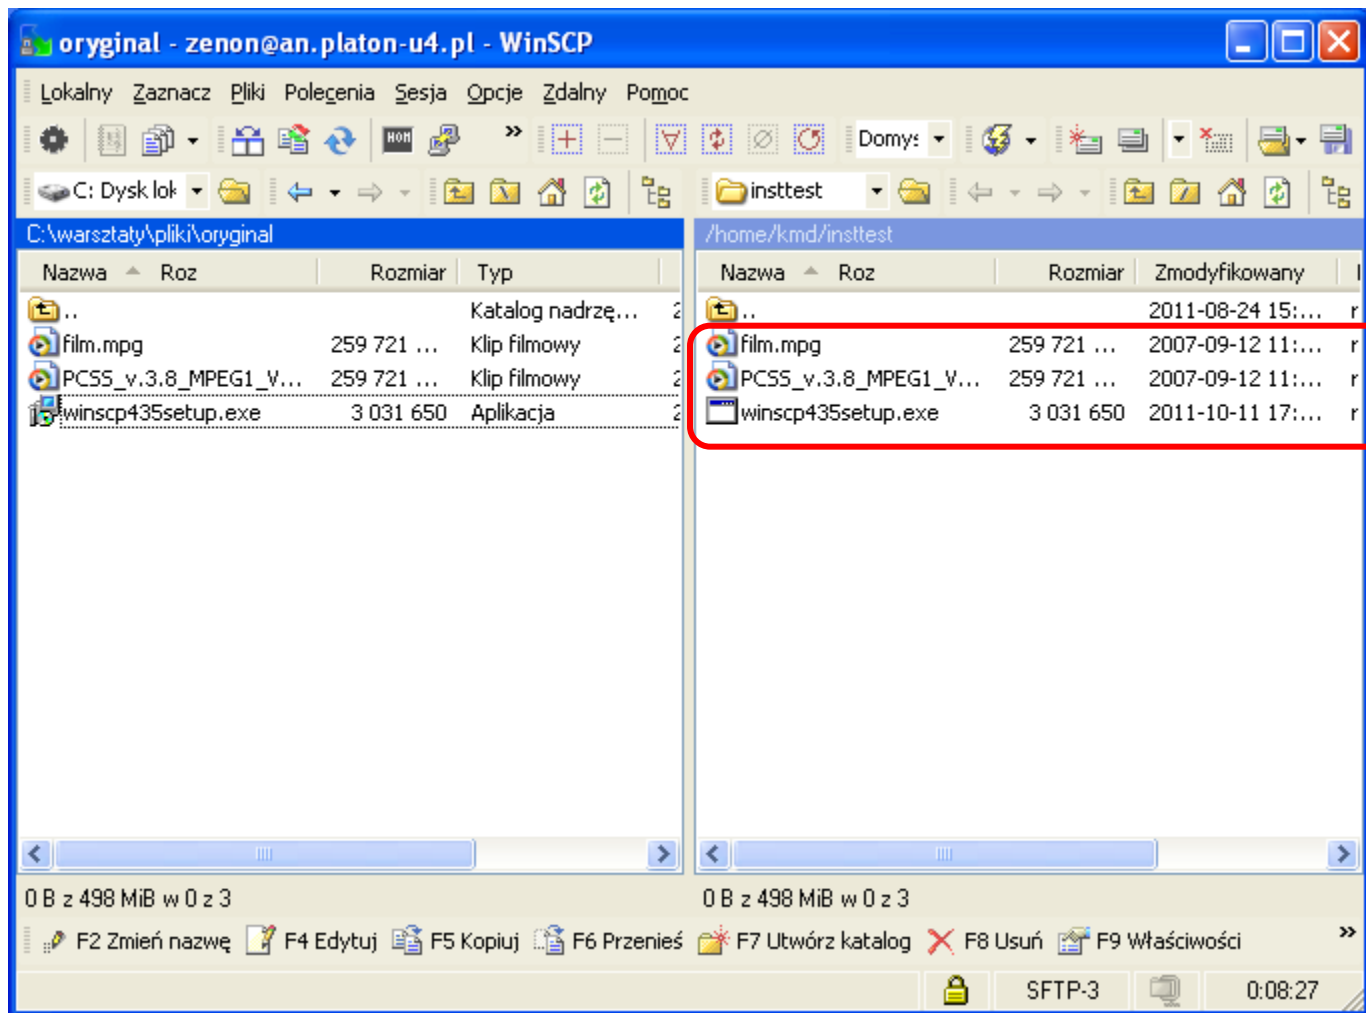 oryginal - zenon@an.platon-u4.pl - WinSCP
Lokalny Zaznacz Pliki Polecenia Sesja Opcje Zdalny Pomoc
» Domyś
C: Dysk lok insttest
C:\warsztaty\pliki\oryginal /home/kmd/insttest
Nazwa Roz Rozmiar Typ Nazwa Roz Rozmiar Zmodyfikowany
.. Katalog nadrzę... 2 .. 2011-08-24 15:... r
film.mpg 259 721 ... Klip filmowy 2 film.mpg 259 721 ... 2007-09-12 11:... r
PCSS_v.3.8_MPEG1_V... 259 721 ... Klip filmowy 2 PCSS_v.3.8_MPEG1_V... 259 721 ... 2007-09-12 11:... r
winscp435setup.exe 3 031 650 Aplikacja 2 winscp435setup.exe 3 031 650 2011-10-11 17:... r
0 B z 498 MiB w 0 z 3 0 B z 498 MiB w 0 z 3
F2 Zmień nazwę F4 Edytuj F5 Kopiuj F6 Przenieś F7 Utwórz katalog F8 Usuń F9 Właściwości »
SFTP-3 0:08:27